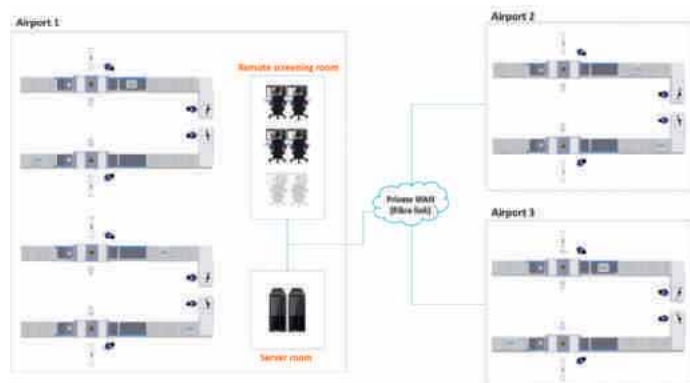 Airport 1
Remote screening room
Server room
Private WAN
(Fibre link)
Airport 2
Airport 3